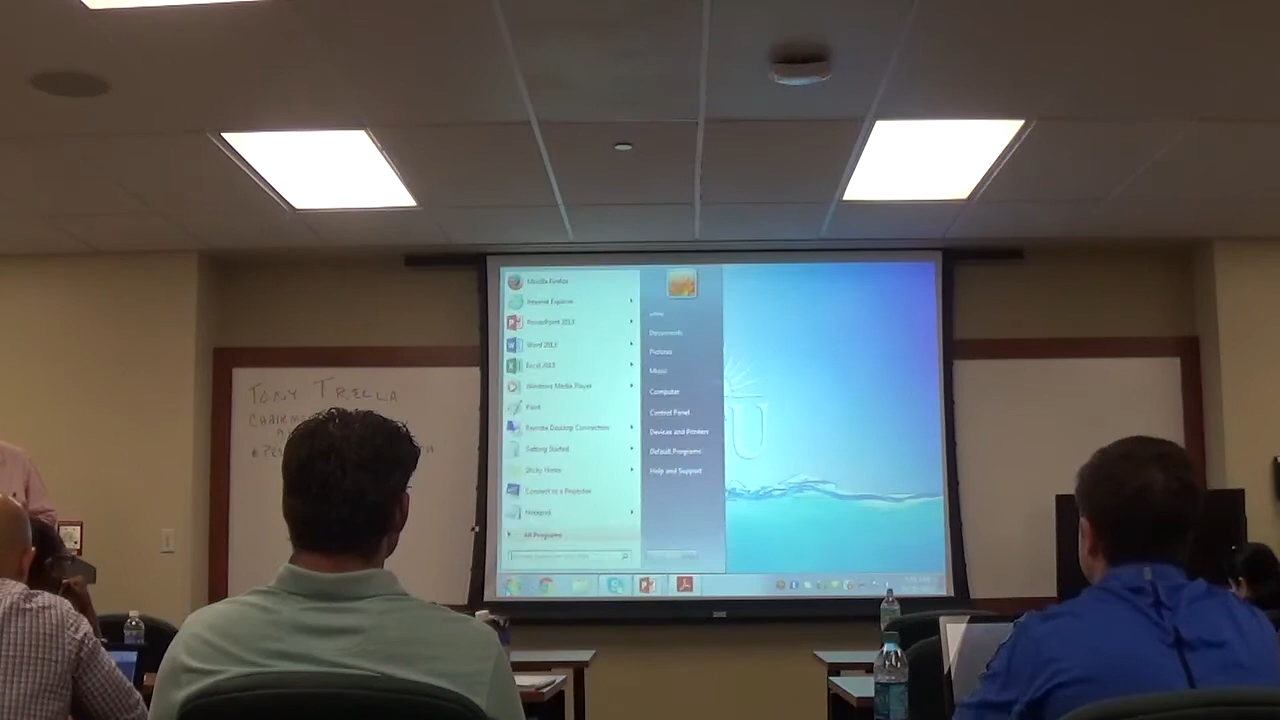 TONY TRELLA
Mozilla Firefox
Internet Explorer
PowerPoint 2013
Word 2013
Excel 2013
Windows Media Player
Paint
Remote Desktop Connection
Getting Started
Sticky Notes
Connect to a Projector
Notepad
All Programs
Documents
Pictures
Music
Computer
Control Panel
Devices and Printers
Default Programs
Help and Support
U